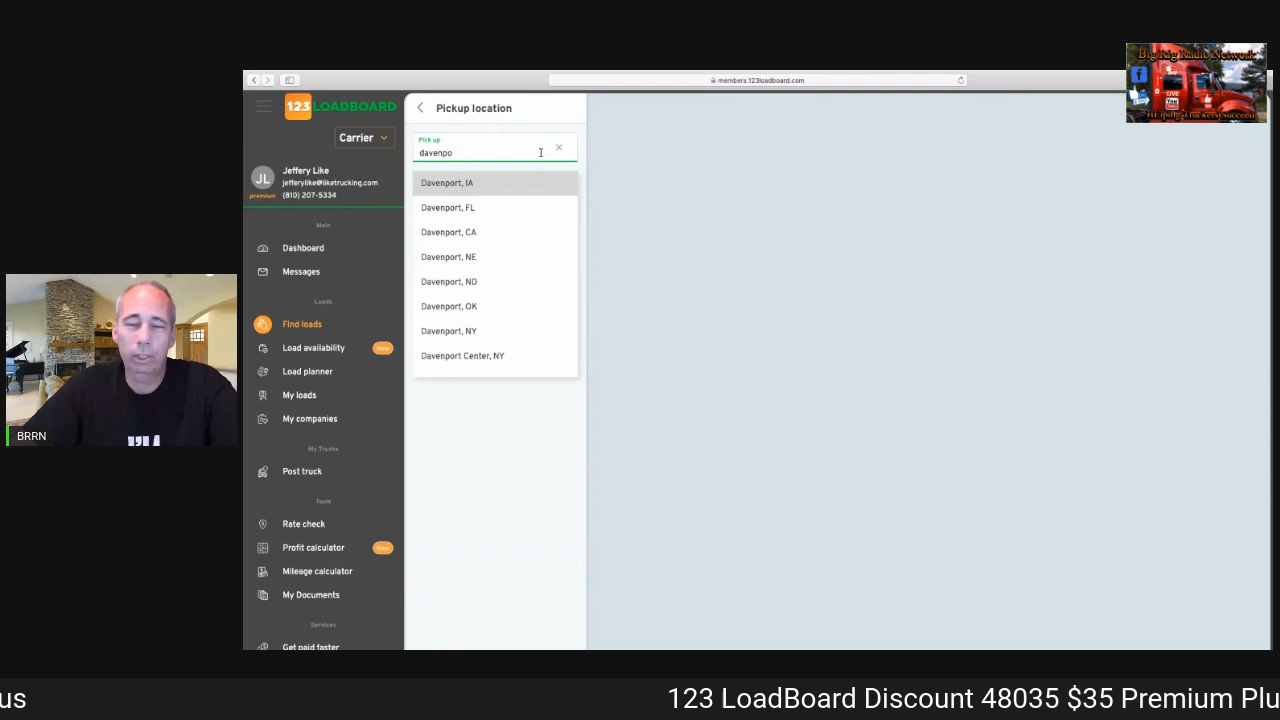 Big Rig Radio Network
LIVE
You
HElping Truckers Succeed
members.123loadboard.com
123LOADBOARD
Carrier
JL
premium
Jeffery Like
jefferylike@liketrucking.com
(810) 207-5334
Main
Dashboard
Messages
Loads
Find loads
Load availability New
Load planner
My loads
My companies
My Trucks
Post truck
Tools
Rate check
Profit calculator New
Mileage calculator
My Documents
Services
Get paid faster
Pickup location
Pick up
davenpo
Davenport, IA
Davenport, FL
Davenport, CA
Davenport, NE
Davenport, ND
Davenport, OK
Davenport, NY
Davenport Center, NY
BRRN
us
123 LoadBoard Discount 48035 $35 Premium Plu